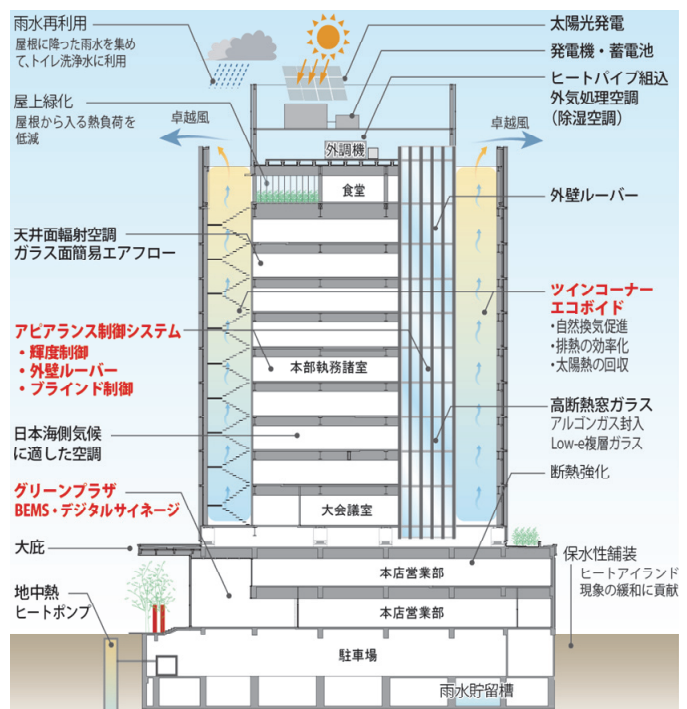 雨水再利用
屋根に降った雨水を集め
て、トイレ洗浄水に利用
屋上緑化
屋根から入る熱負荷を
低減
卓越風
天井面輻射空調
ガラス面簡易エアフロー
アピアランス制御システム
・輝度制御
・外壁ルーバー
・ブラインド制御
日本海側気候
に適した空調
グリーンプラザ
BEMS・デジタルサイネージ
大庇
地中熱
ヒートポンプ
外調機
食堂
本部執務諸室
大会議室
本店営業部
本店営業部
駐車場
雨水貯留槽
太陽光発電
発電機・蓄電池
ヒートパイプ組込
外気処理空調
（除湿空調）
卓越風
外壁ルーバー
ツインコーナー
エコボイド
・自然換気促進
・排熱の効率化
・太陽熱の回収
高断熱窓ガラス
アルゴンガス封入
Low-e複層ガラス
断熱強化
保水性舗装
ヒートアイランド
現象の緩和に貢献